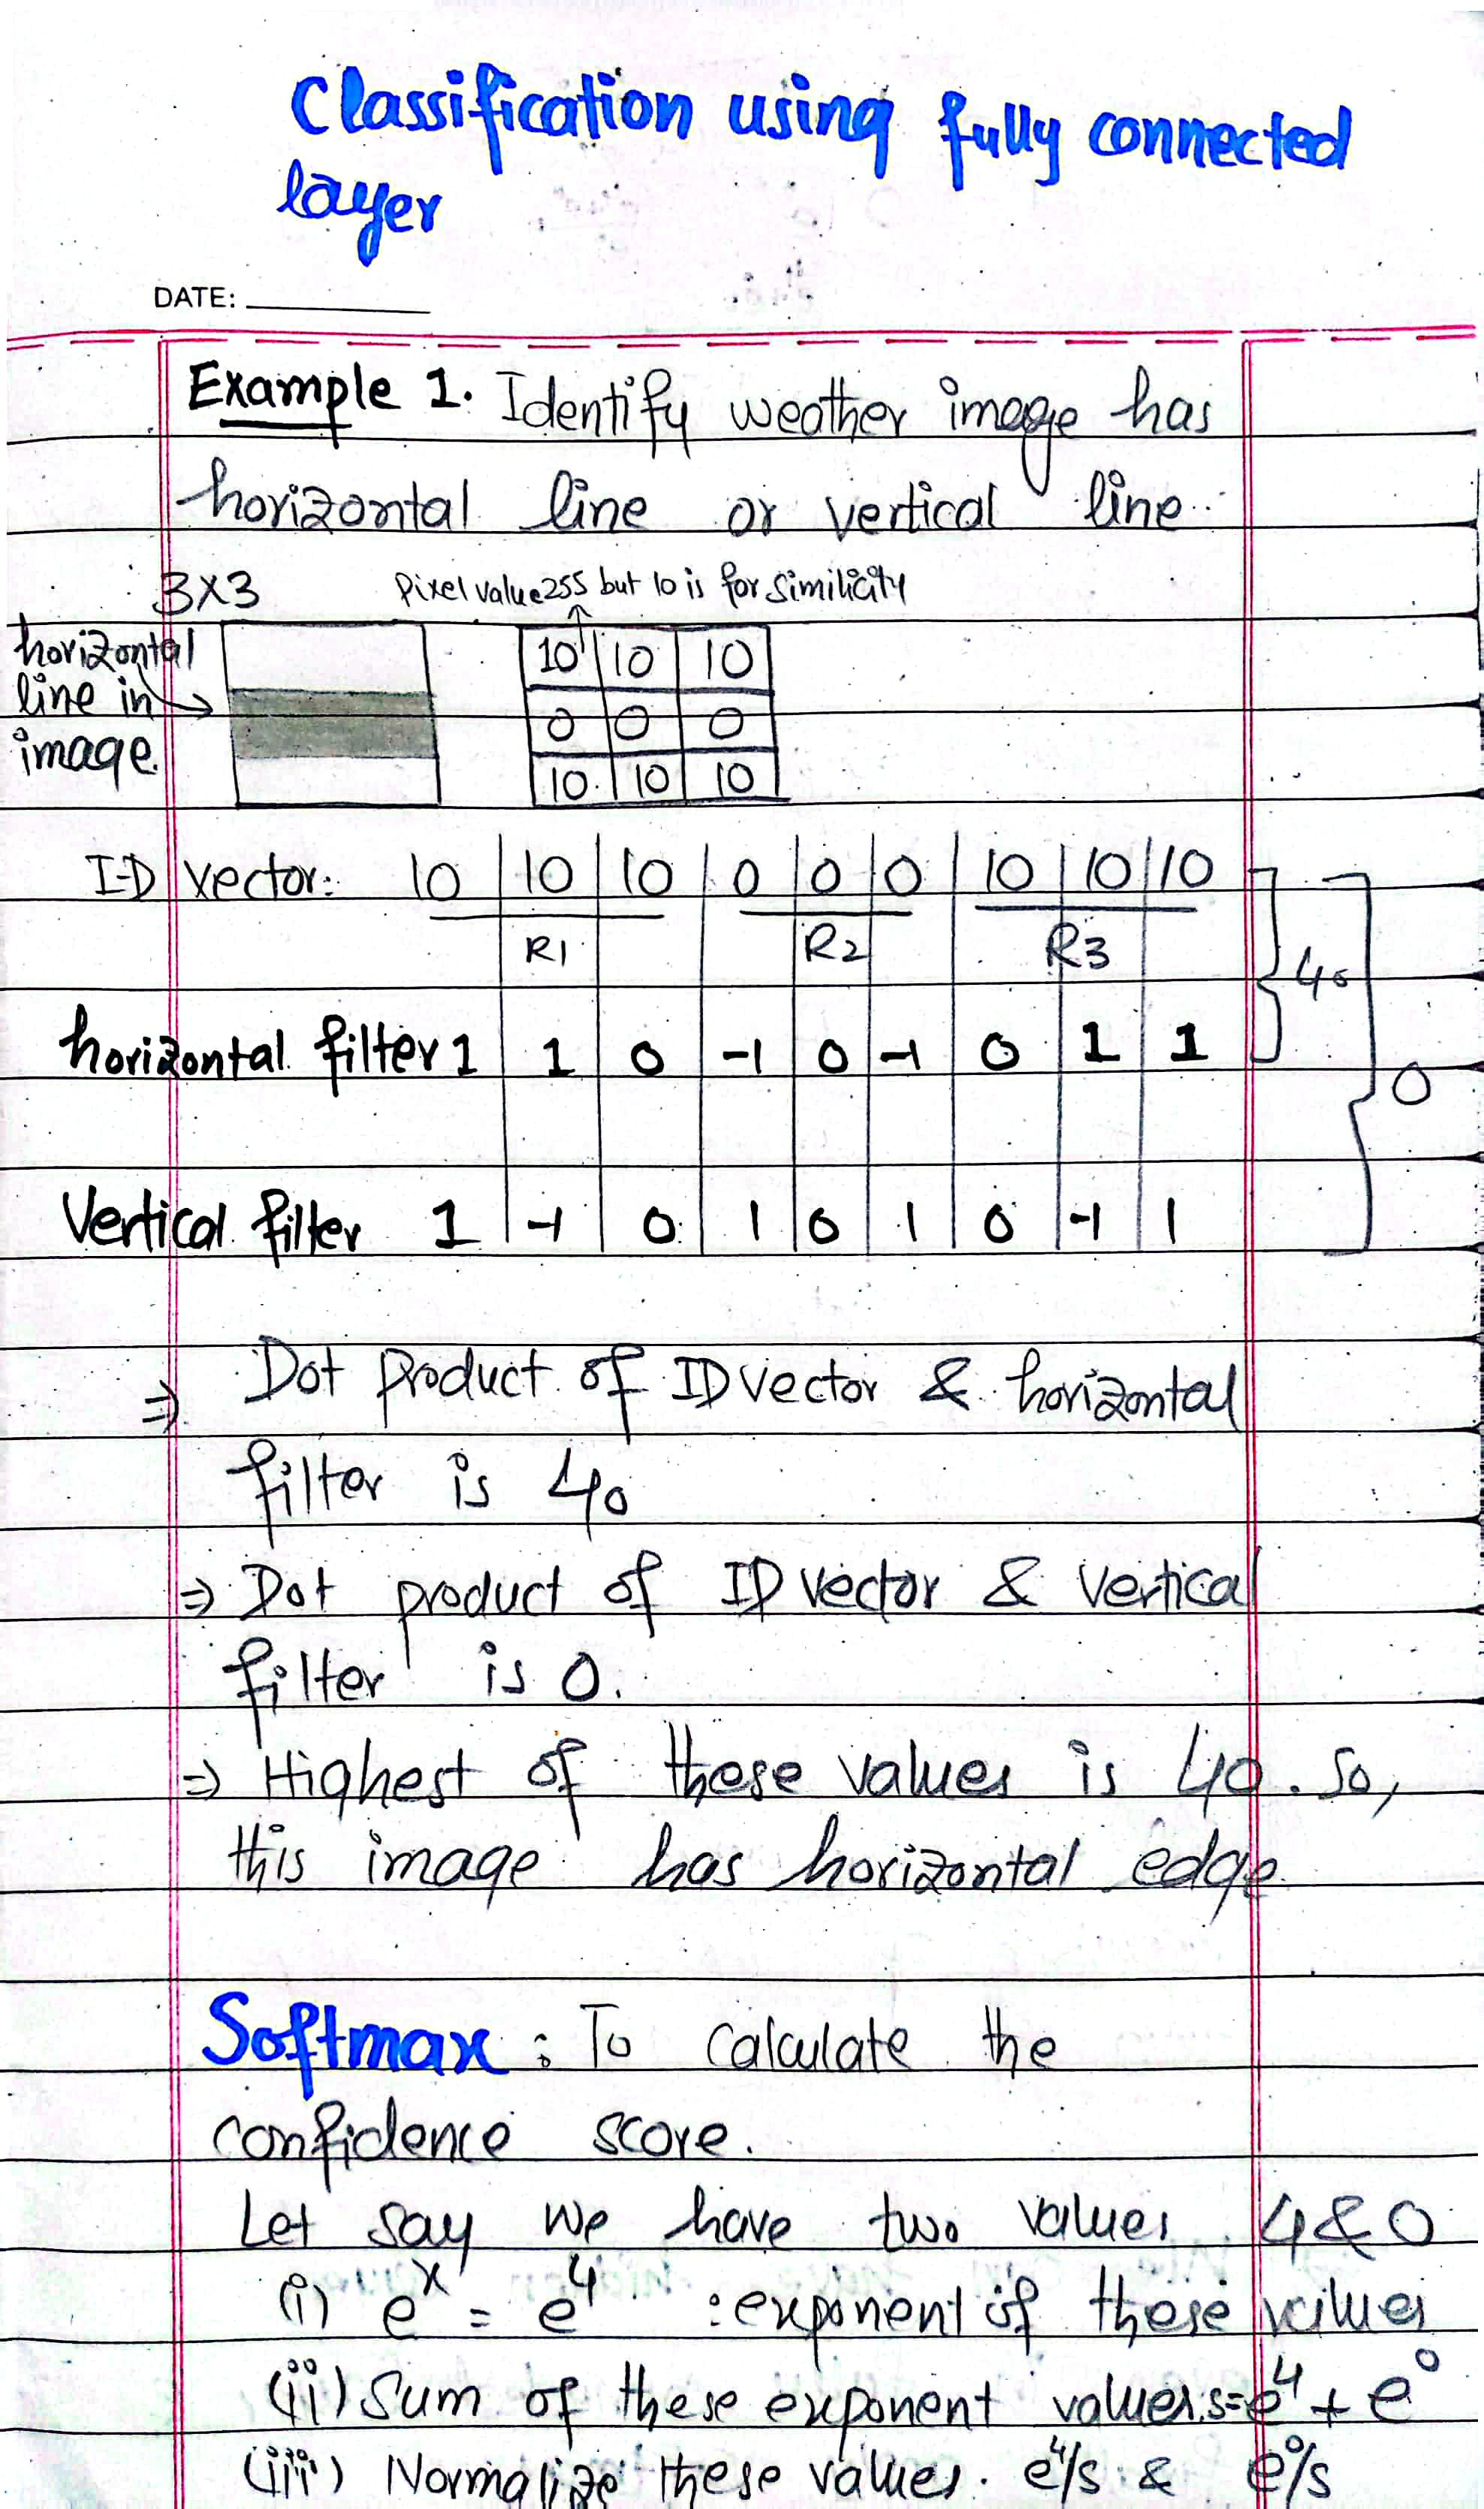 Classification using fully connected
layer
DATE:
Example 1. Identify weather image has
horizontal line or vertical line.
3x3 Pixel value 255 but 10 is for similicity
horizontal
line in
image.
10 10 10
0 0 0
10 10 10
1-D vector: 10 10 10 0 0 0 10 10 10
R1 R2 R3
40
horizontal filter 1 1 0 -1 0 -1 0 1 1
0
Vertical filter 1 -1 0 1 0 1 0 -1 1
⇒ Dot product of 1D vector & horizontal
filter is 40
⇒ Dot product of 1D vector & vertical
filter is 0.
⇒ Highest of these values is 40. So,
this image has horizontal edge.
Softmax: To calculate the
confidence score.
Let say we have two values 4 & 0
(i) e^x = e^4 : exponent of these values
(ii) Sum of these exponent values. s = e^4 + e^0
(iii) Normalize these values. e^4/s & e^0/s